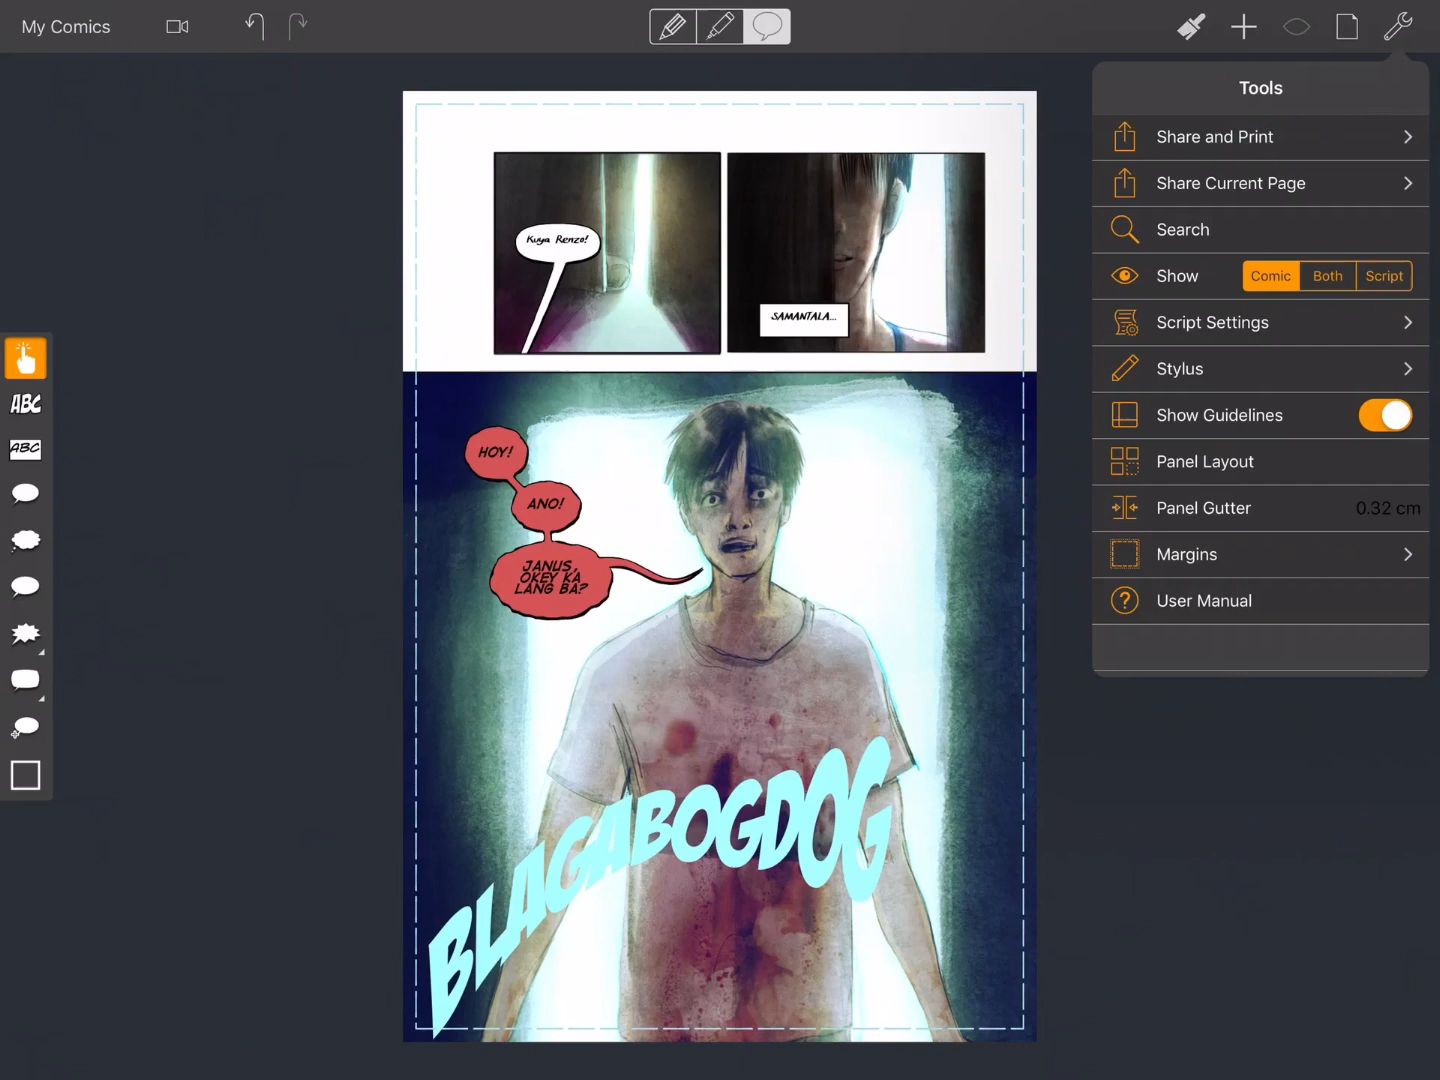 My Comics
Tools
Share and Print
Share Current Page
Search
Show
Comic
Both
Script
Script Settings
Stylus
Show Guidelines
Panel Layout
Panel Gutter
0.32 cm
Margins
?
User Manual
ABC
ABC
Kuya Renzo!
SAMANTALA...
HOY!
ANO!
JANUS,
OKEY KA
LANG BA?
BLAGABOGDOG